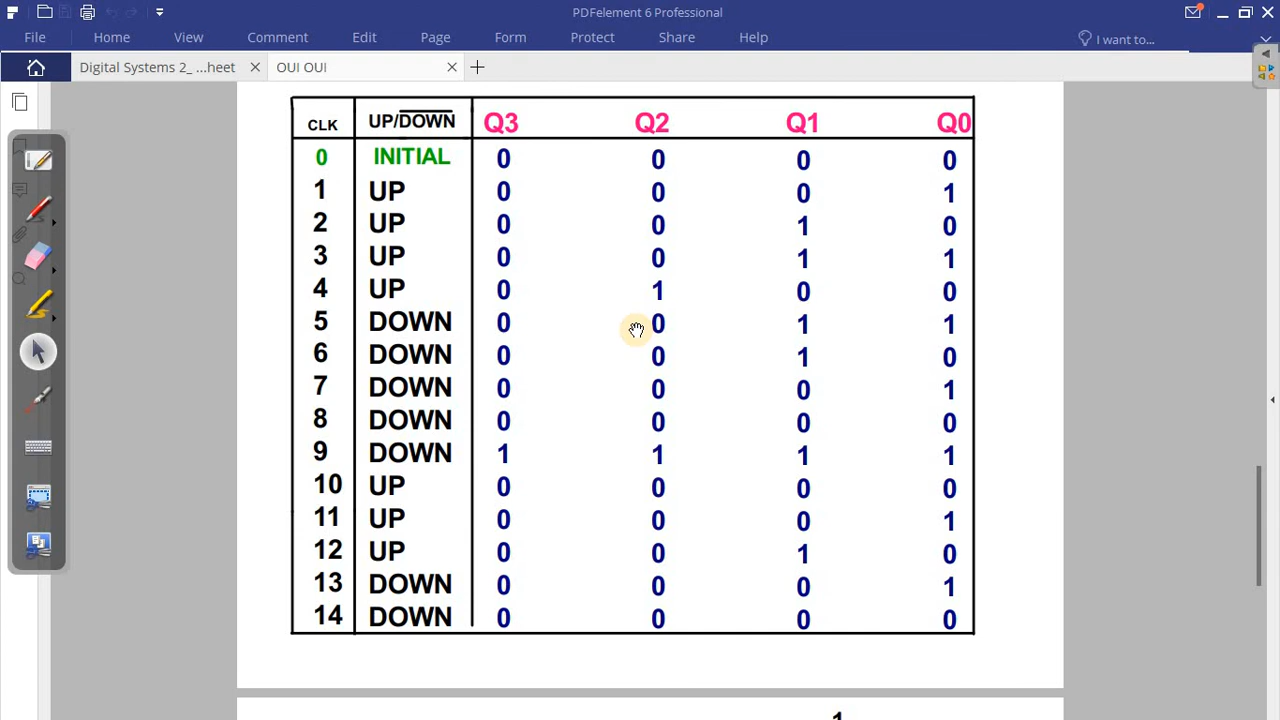 PDFelement 6 Professional
File Home View Comment Edit Page Form Protect Share Help I want to...
Digital Systems 2_ ...heet OUI OUI
CLK UP/DOWN Q3 Q2 Q1 Q0
0 INITIAL 0 0 0 0
1 UP 0 0 0 1
2 UP 0 0 1 0
3 UP 0 0 1 1
4 UP 0 1 0 0
5 DOWN 0 0 1 1
6 DOWN 0 0 1 0
7 DOWN 0 0 0 1
8 DOWN 0 0 0 0
9 DOWN 1 1 1 1
10 UP 0 0 0 0
11 UP 0 0 0 1
12 UP 0 0 1 0
13 DOWN 0 0 0 1
14 DOWN 0 0 0 0
1